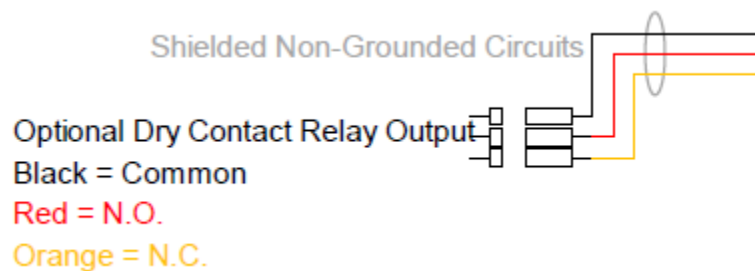 Shielded Non-Grounded Circuits
Optional Dry Contact Relay Output
Black = Common
Red = N.O.
Orange = N.C.